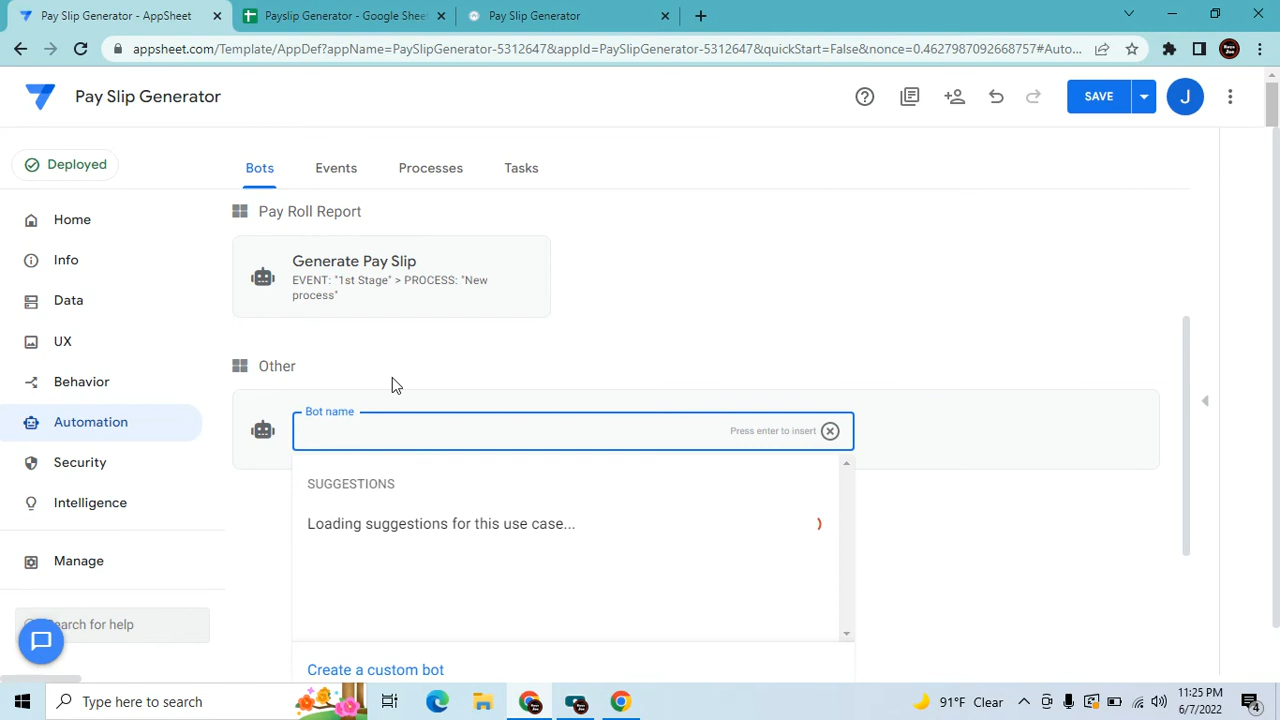 Pay Slip Generator - AppSheet
Payslip Generator - Google Shee
Pay Slip Generator
appsheet.com/Template/AppDef?appName=PaySlipGenerator-5312647&appId=PaySlipGenerator-5312647&quickStart=False&nonce=0.4627987092668757#Auto...
Pay Slip Generator
SAVE
J
Deployed
Bots
Events
Processes
Tasks
Home
Info
Data
UX
Behavior
Automation
Security
Intelligence
Manage
earch for help
Pay Roll Report
Generate Pay Slip
EVENT: "1st Stage" > PROCESS: "New
process"
Other
Bot name
Press enter to insert
SUGGESTIONS
Loading suggestions for this use case...
Create a custom bot
Type here to search
91°F Clear
11:25 PM
6/7/2022
4